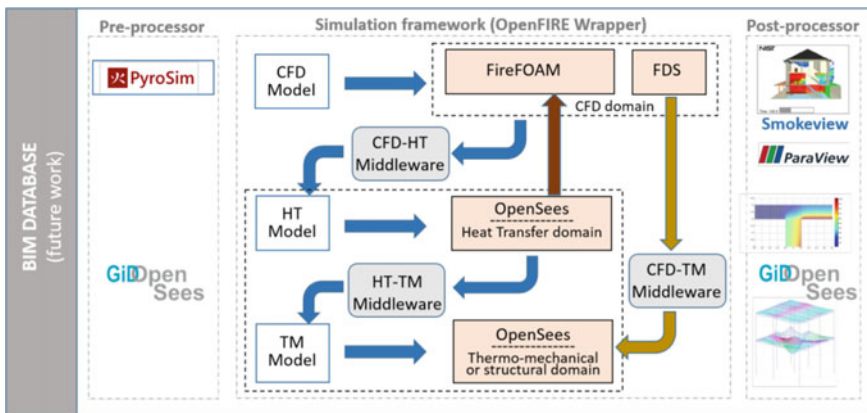 BIM DATABASE
(future work)
Pre-processor
PyroSim
GiD Open
Sees
Simulation framework (OpenFIRE Wrapper)
CFD
Model
FireFOAM
FDS
CFD domain
CFD-HT
Middleware
HT
Model
OpenSees
Heat Transfer domain
HT-TM
Middleware
CFD-TM
Middleware
TM
Model
OpenSees
Thermo-mechanical
or structural domain
Post-processor
Smokeview
ParaView
GiD Open
Sees